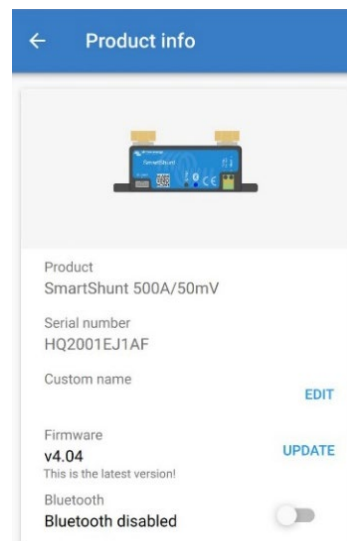 Product info
SmartShunt
Product
SmartShunt 500A/50mV
Serial number
HQ2001EJ1AF
Custom name
EDIT
Firmware
v4.04
UPDATE
This is the latest version!
Bluetooth
Bluetooth disabled